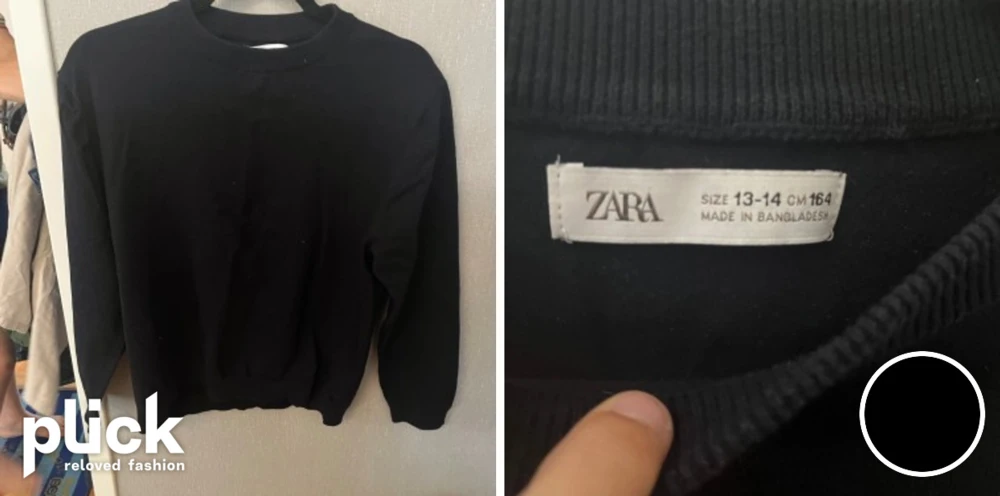 plick
reloved fashion
ZARA
SIZE 13-14 CM 164
MADE IN BANGLADESH